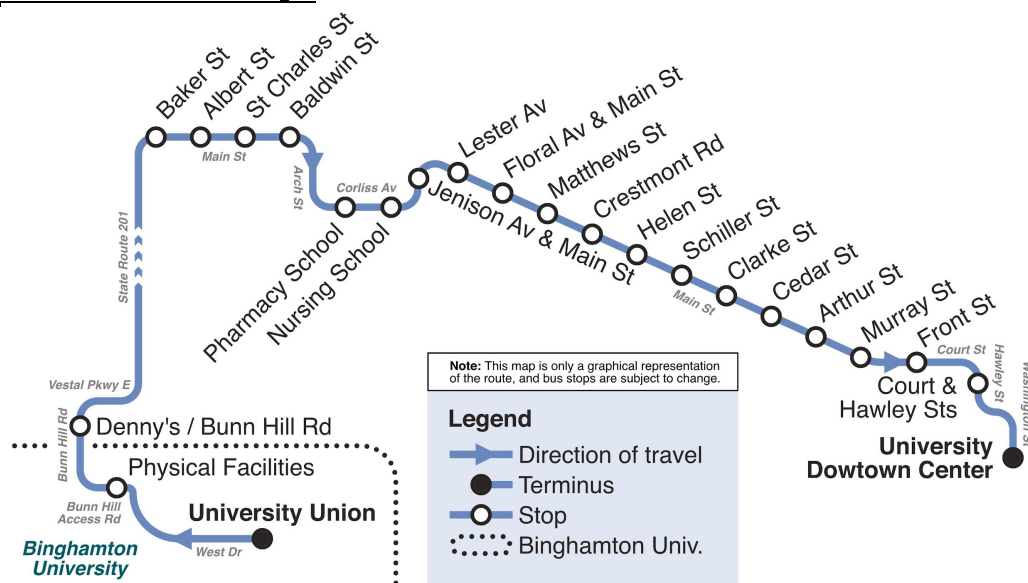 Baker St
Albert St
St Charles St
Baldwin St
Main St
Arch St
Corliss Av
Pharmacy School
Nursing School
Jenison Av & Main St
Lester Av
Floral Av & Main St
Matthews St
Crestmont Rd
Helen St
Schiller St
Main St
Clarke St
Cedar St
Arthur St
Murray St
Front St
Court St
Hawley St
Washington St
Court &
Hawley Sts
University
Dowtown Center
State Route 201
Vestal Pkwy E
Bunn Hill Rd
Denny's / Bunn Hill Rd
Physical Facilities
Bunn Hill
Access Rd
University Union
West Dr
Binghamton
University
Note: This map is only a graphical representation
of the route, and bus stops are subject to change.
Legend
Direction of travel
Terminus
Stop
Binghamton Univ.